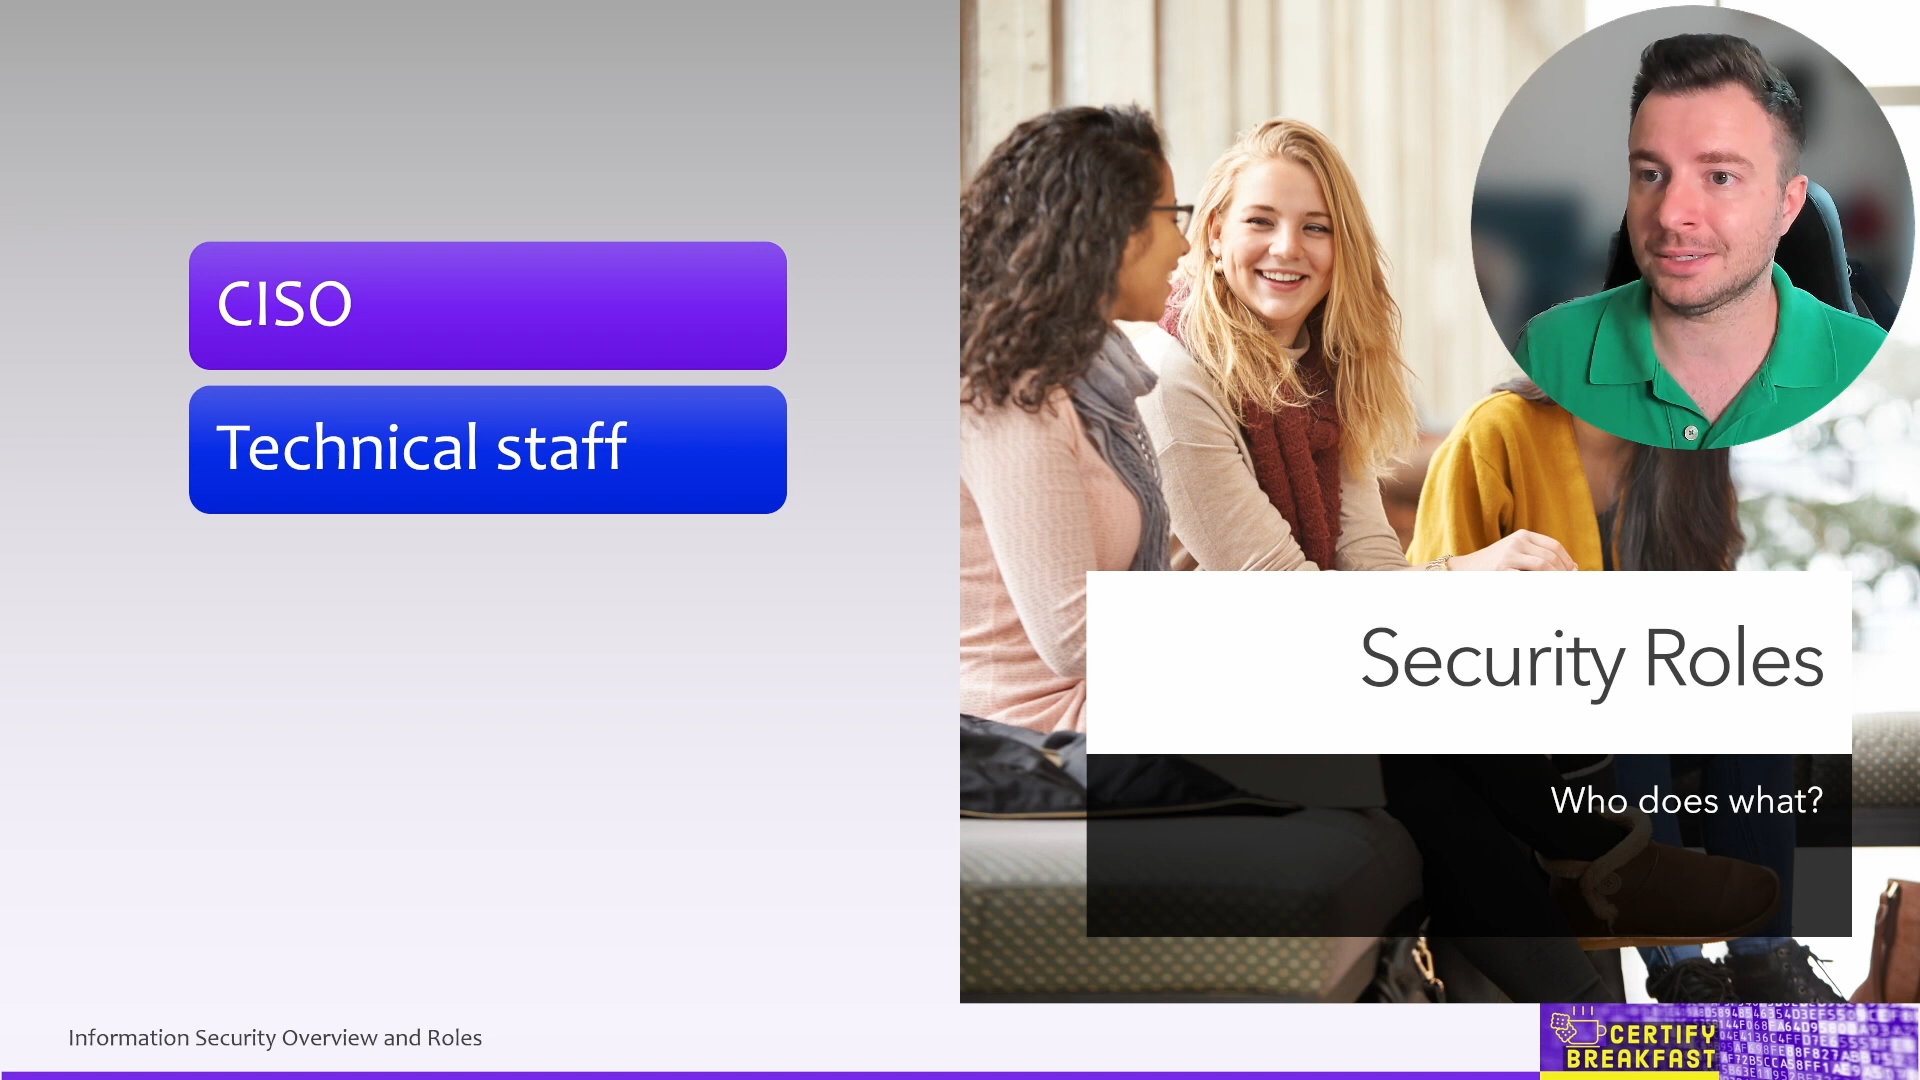 CISO
Technical staff
Security Roles
Who does what?
Information Security Overview and Roles
CERTIFY
BREAKFAST